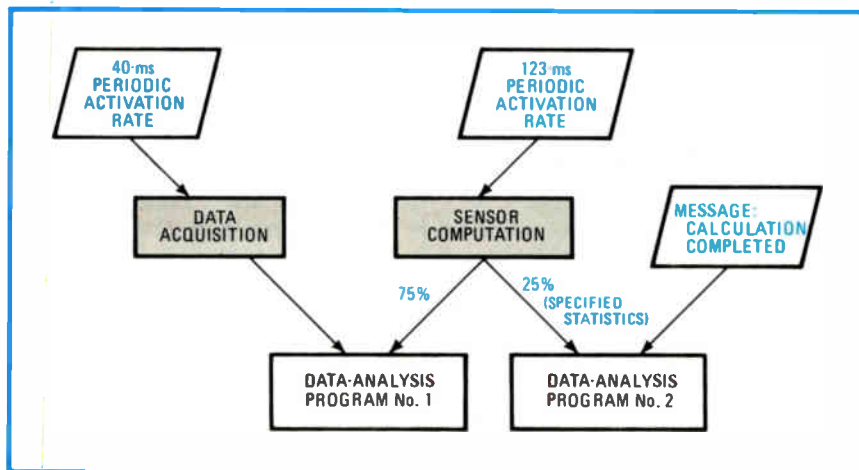 40-ms
PERIODIC
ACTIVATION
RATE
123-ms
PERIODIC
ACTIVATION
RATE
DATA
ACQUISITION
SENSOR
COMPUTATION
MESSAGE:
CALCULATION
COMPLETED
75%
25%
(SPECIFIED
STATISTICS)
DATA-ANALYSIS
PROGRAM No. 1
DATA-ANALYSIS
PROGRAM No. 2